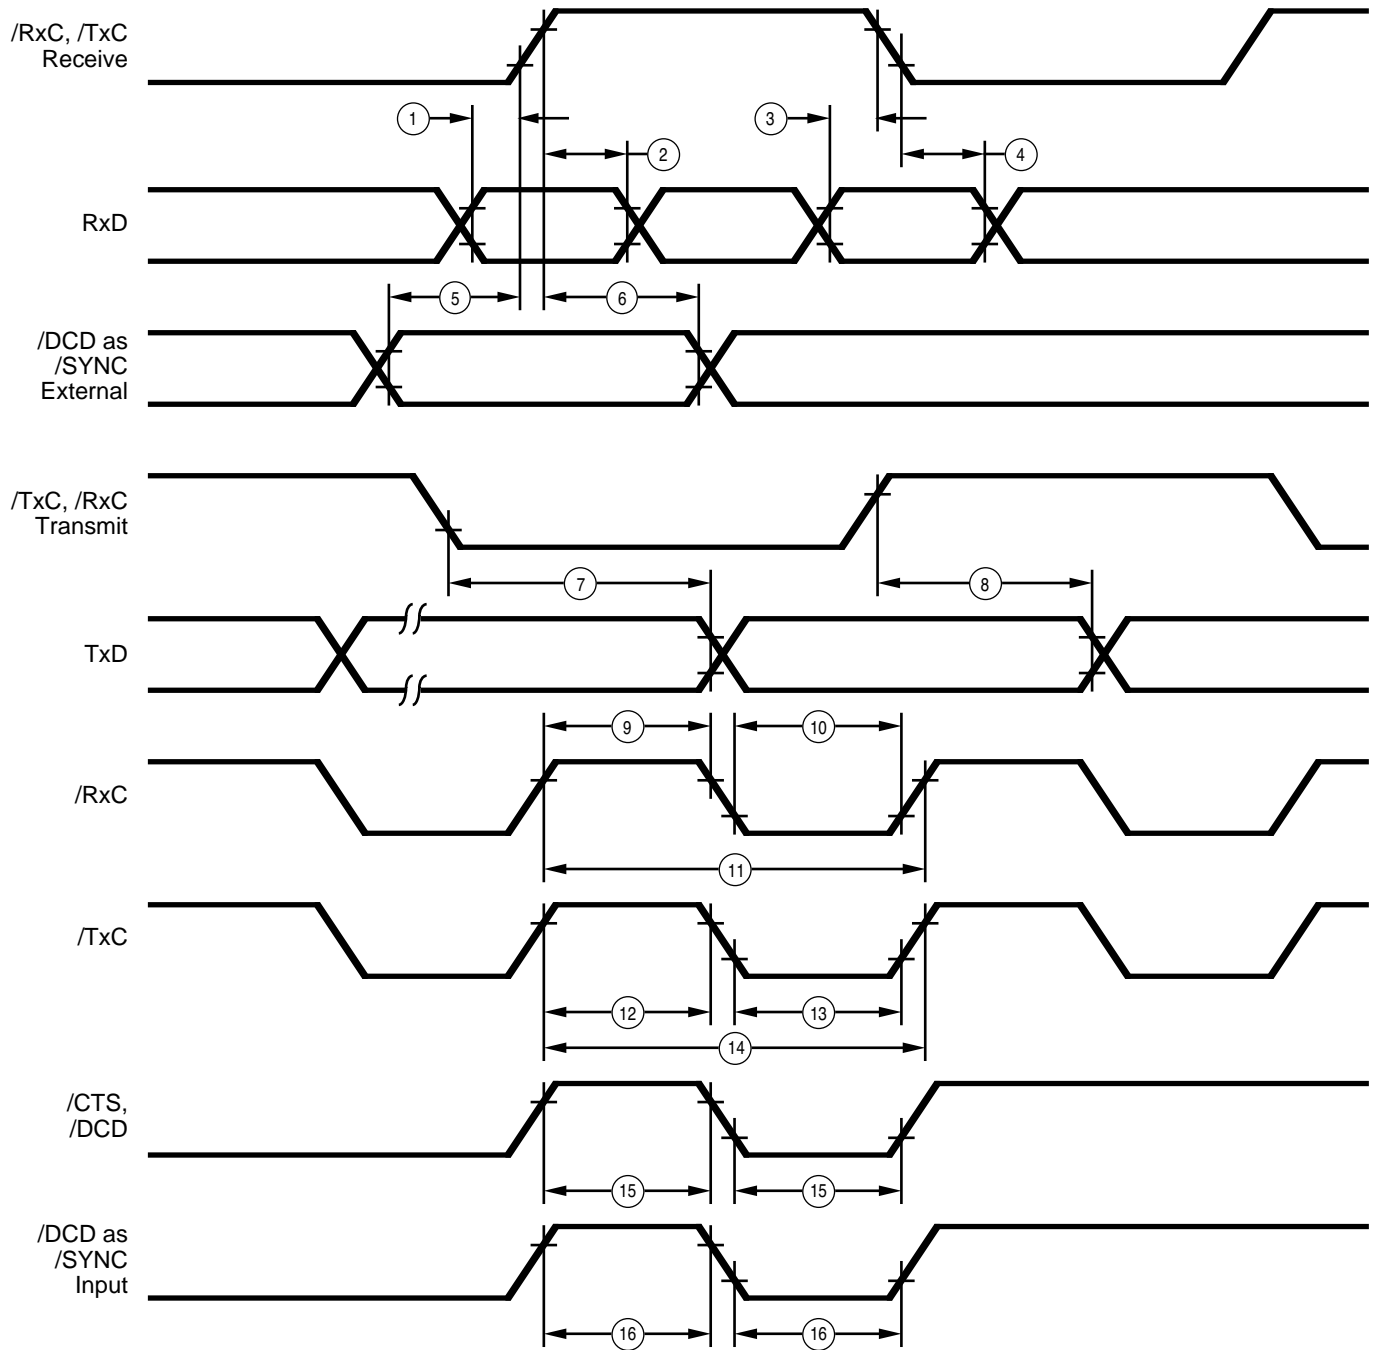 /RxC, /TxC
Receive
1
3
2
4
RxD
5
6
/DCD as
/SYNC
External
/TxC, /RxC
Transmit
7
8
TxD
9
10
/RxC
11
/TxC
12
13
14
/CTS,
/DCD
15
15
/DCD as
/SYNC
Input
16
16